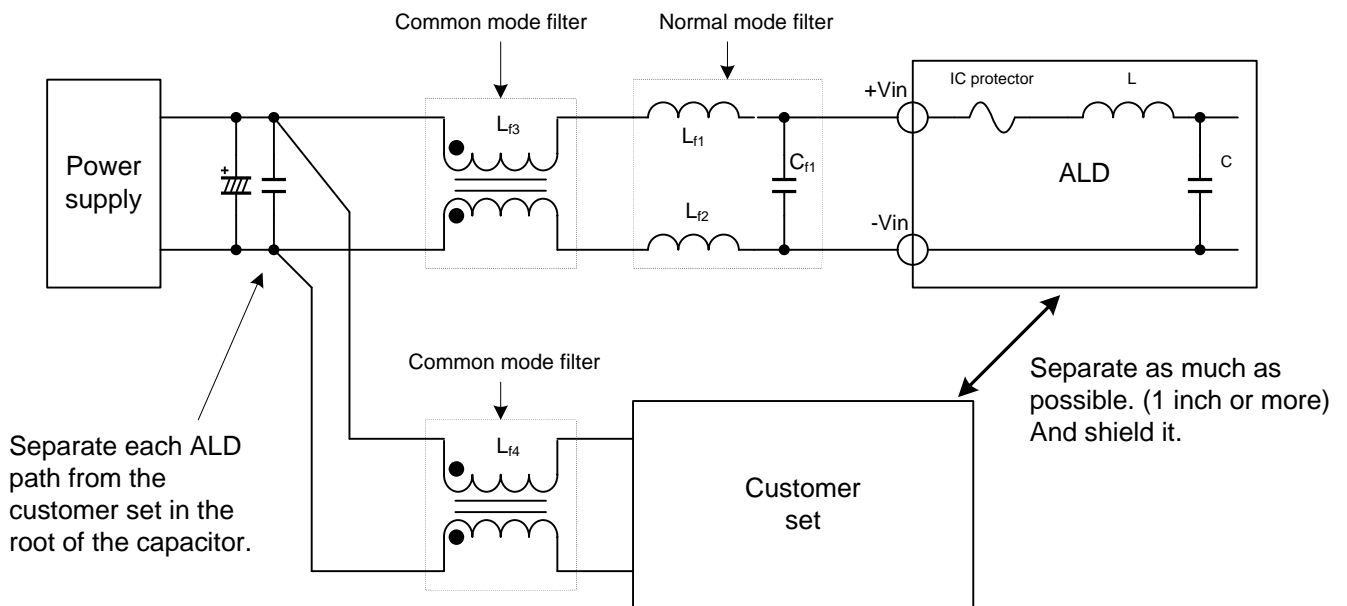 Common mode filter
Normal mode filter
Power
supply
+
Lf3
Lf1
Lf2
Cf1
+Vin
-Vin
IC protector
L
C
ALD
Common mode filter
Lf4
Separate each ALD
path from the
customer set in the
root of the capacitor.
Customer
set
Separate as much as
possible. (1 inch or more)
And shield it.